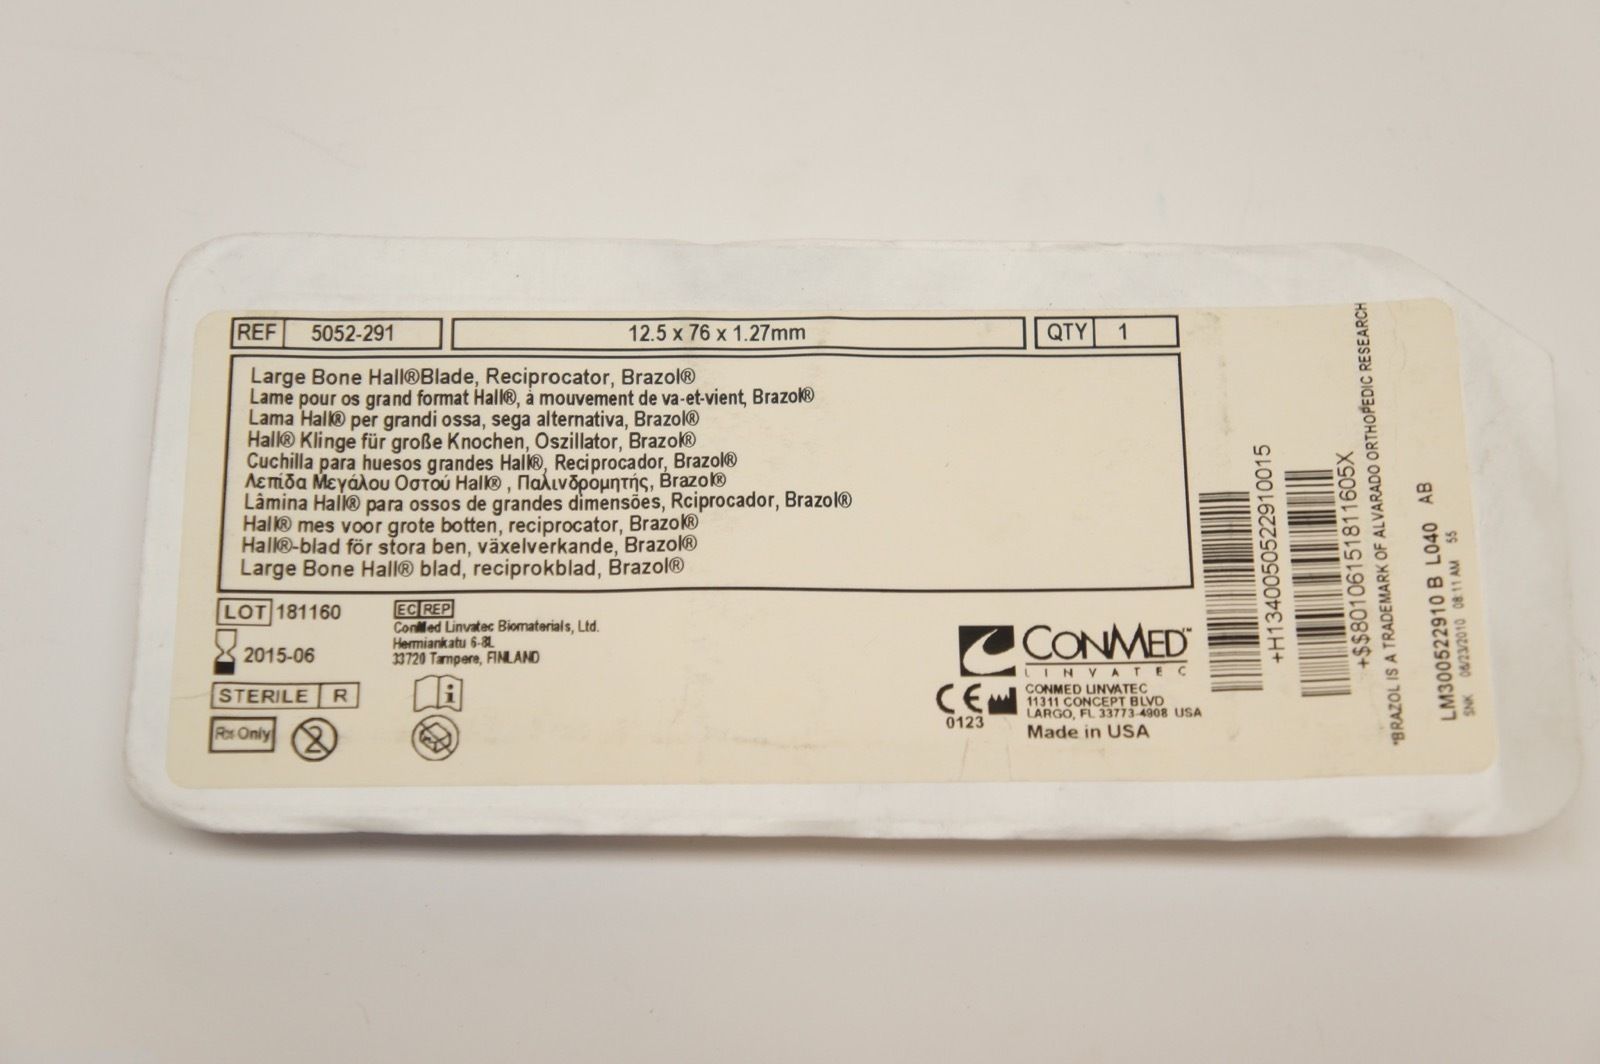 REF 5052-291 12.5 x 76 x 1.27mm QTY 1
Large Bone Hall®Blade, Reciprocator, Brazol®
Lame pour os grand format Hall®, à mouvement de va-et-vient, Brazol®
Lama Hall® per grandi ossa, sega alternativa, Brazol®
Hall® Klinge für große Knochen, Oszillator, Brazol®
Cuchilla para huesos grandes Hall®, Reciprocador, Brazol®
Λεπίδα Μεγάλου Οστού Hall® , Παλινδρομητής, Brazol®
Lâmina Hall® para ossos de grandes dimensões, Rciprocador, Brazol®
Hall® mes voor grote botten, reciprocator, Brazol®
Hall®-blad för stora ben, växelverkande, Brazol®
Large Bone Hall® blad, reciprokblad, Brazol®
LOT 181160
2015-06
STERILE R
Rx Only
2
EC REP
ConMed Linvatec Biomaterials, Ltd.
Hermiankatu 6-8L
33720 Tampere, FINLAND
i
CONMED™
LINVATEC
CE
0123
CONMED LINVATEC
11311 CONCEPT BLVD
LARGO, FL 33773-4908 USA
Made in USA
+H1340050522910015
+$$80106151811605X
*BRAZOL IS A TRADEMARK OF ALVARADO ORTHOPEDIC RESEARCH
LM300522910 B L040 AB
SNK 06/23/2010 08:11 AM 55